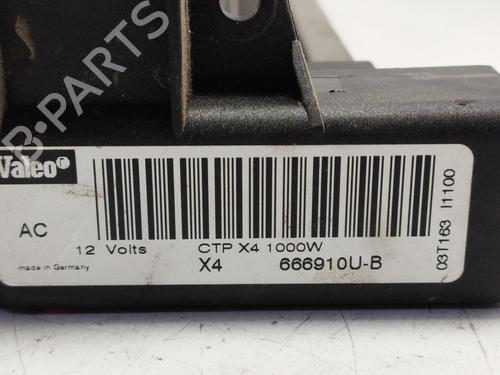 B-PARTS
Valeo
AC
12 Volts
CTP X4 1000W
made in Germany
X4
666910U-B
03T163 I1100